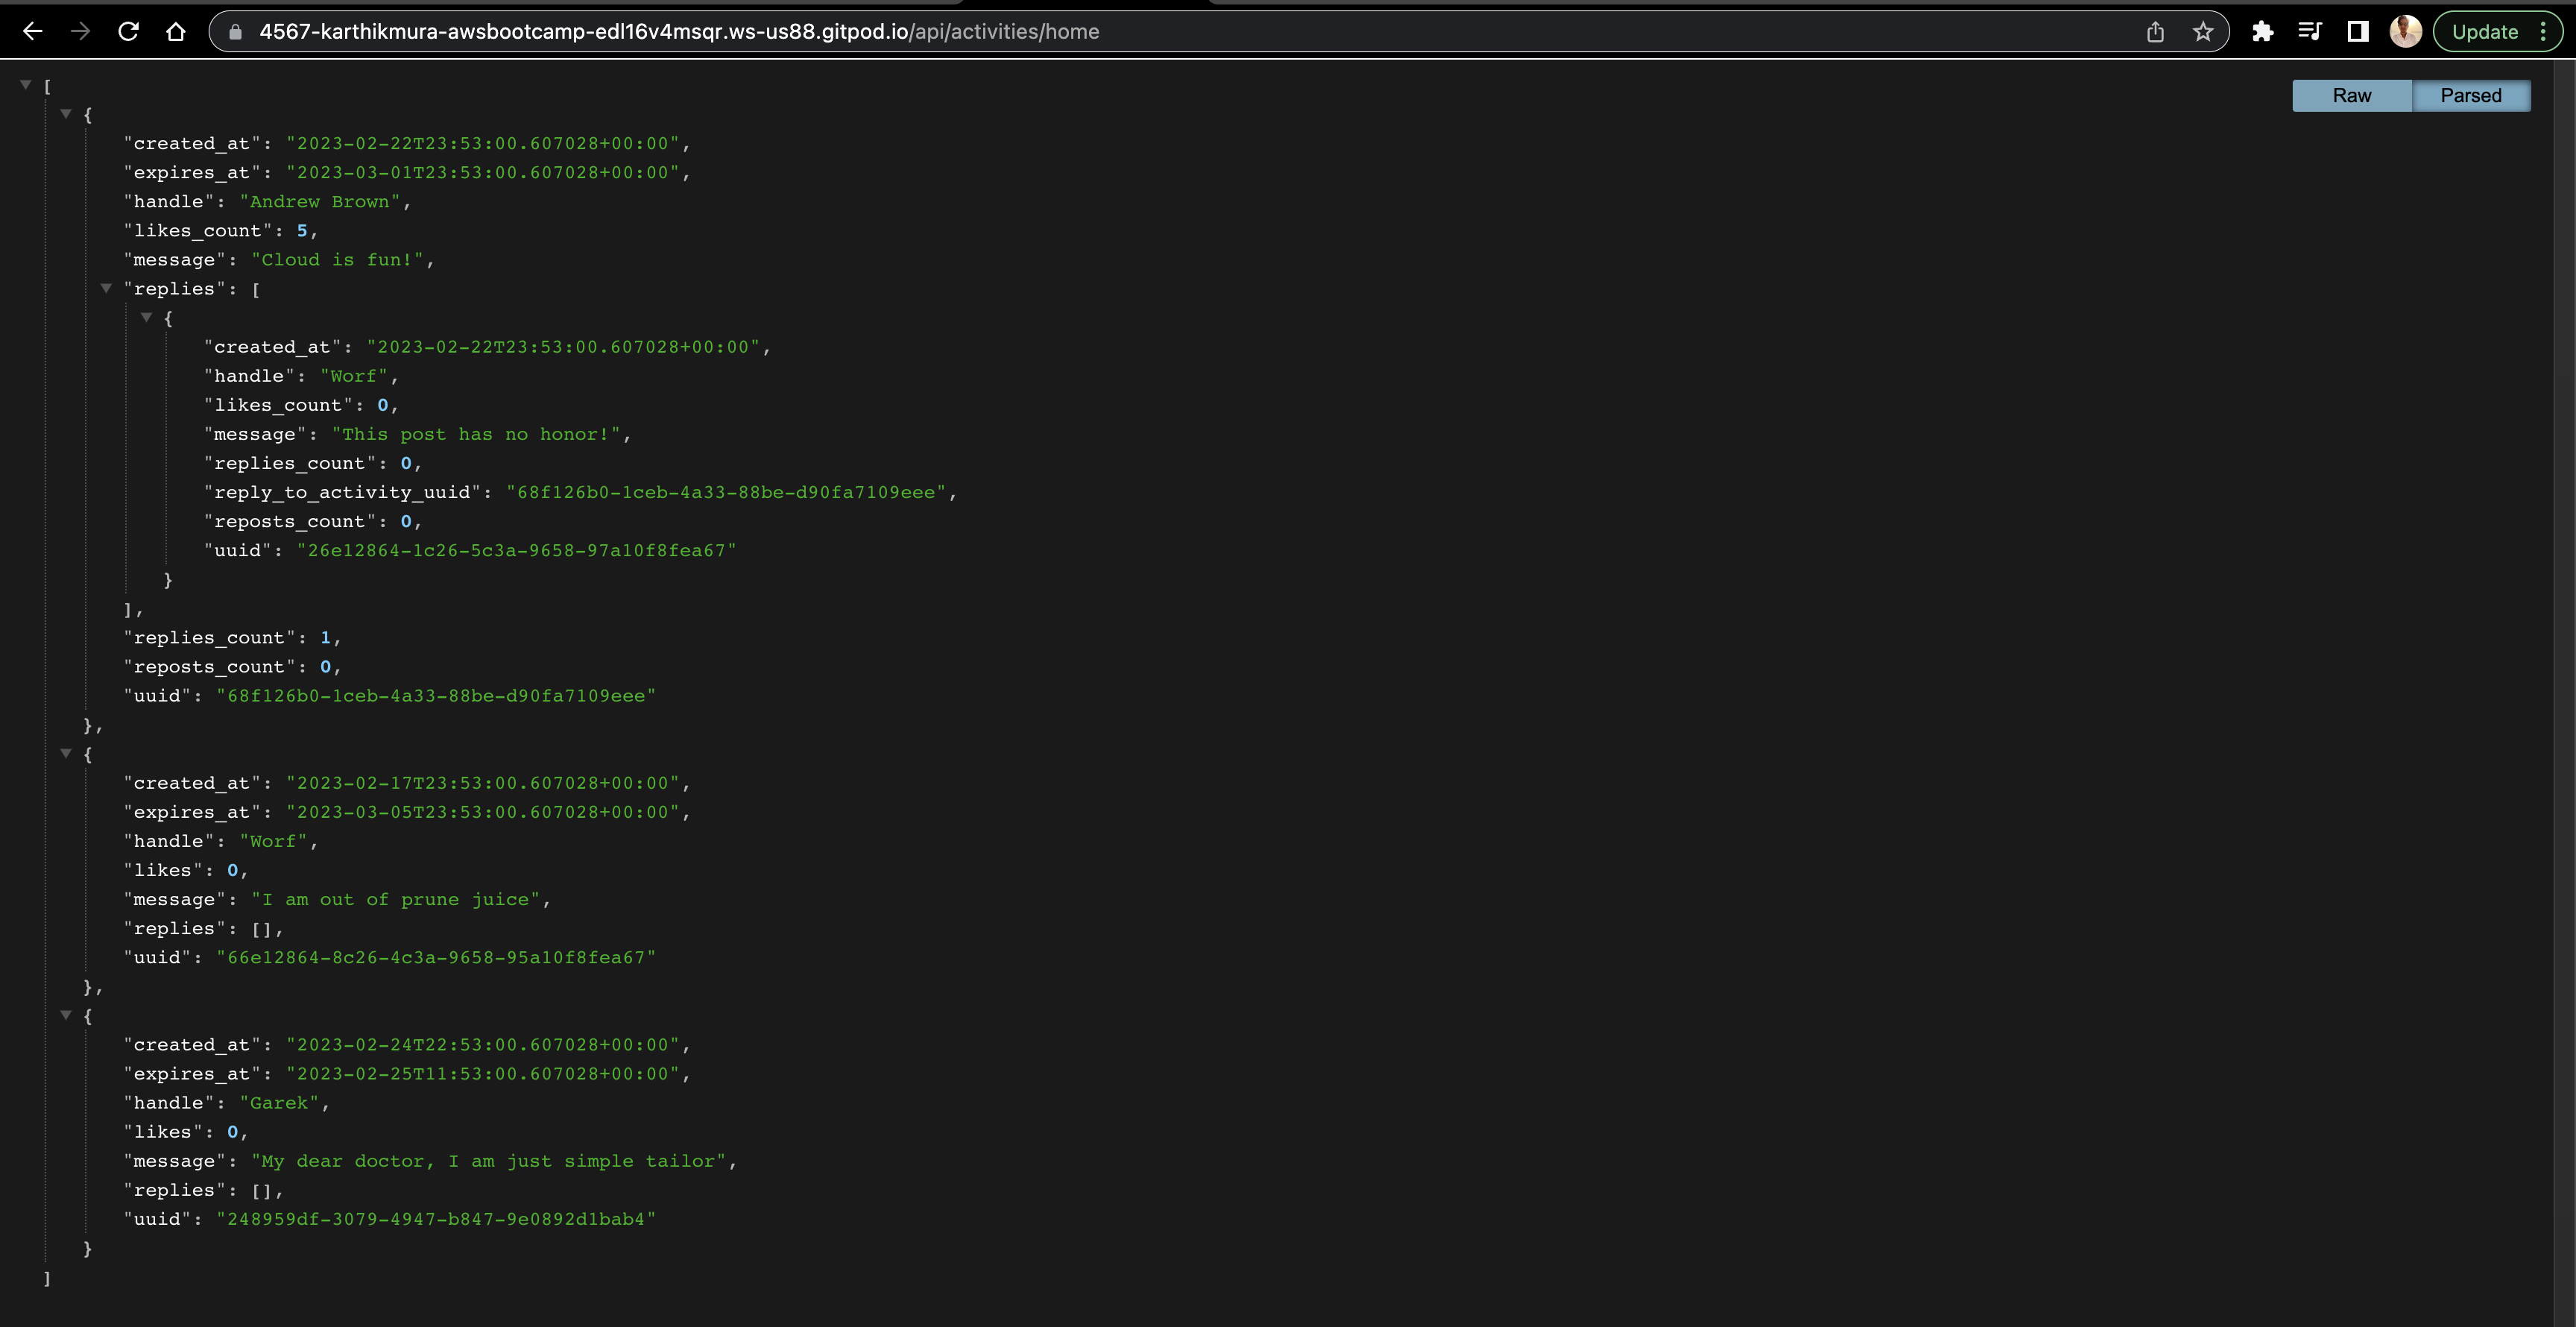 4567-karthikmura-awsbootcamp-edl16v4msqr.ws-us88.gitpod.io/api/activities/home
Update
Raw
Parsed
[
{
"created_at": "2023-02-22T23:53:00.607028+00:00",
"expires_at": "2023-03-01T23:53:00.607028+00:00",
"handle": "Andrew Brown",
"likes_count": 5,
"message": "Cloud is fun!",
"replies": [
{
"created_at": "2023-02-22T23:53:00.607028+00:00",
"handle": "Worf",
"likes_count": 0,
"message": "This post has no honor!",
"replies_count": 0,
"reply_to_activity_uuid": "68f126b0-1ceb-4a33-88be-d90fa7109eee",
"reposts_count": 0,
"uuid": "26e12864-1c26-5c3a-9658-97a10f8fea67"
}
],
"replies_count": 1,
"reposts_count": 0,
"uuid": "68f126b0-1ceb-4a33-88be-d90fa7109eee"
},
{
"created_at": "2023-02-17T23:53:00.607028+00:00",
"expires_at": "2023-03-05T23:53:00.607028+00:00",
"handle": "Worf",
"likes": 0,
"message": "I am out of prune juice",
"replies": [],
"uuid": "66e12864-8c26-4c3a-9658-95a10f8fea67"
},
{
"created_at": "2023-02-24T22:53:00.607028+00:00",
"expires_at": "2023-02-25T11:53:00.607028+00:00",
"handle": "Garek",
"likes": 0,
"message": "My dear doctor, I am just simple tailor",
"replies": [],
"uuid": "248959df-3079-4947-b847-9e0892d1bab4"
}
]